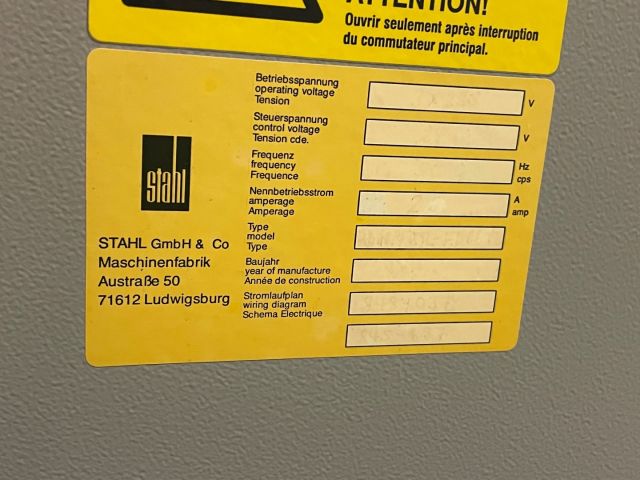 ATTENTION!
Ouvrir seulement après interruption
du commutateur principal.
Betriebsspannung
operating voltage
Tension
V
Steuerspannung
control voltage
Tension cde.
V
Frequenz
frequency
Frequence
Hz
cps
Nennbetriebsstrom
amperage
Amperage
A
amp
Type
model
Type
Baujahr
year of manufacture
Année de construction
Stromlaufplan
wiring diagram
Schema Electrique
stahl
STAHL GmbH & Co
Maschinenfabrik
Austraße 50
71612 Ludwigsburg